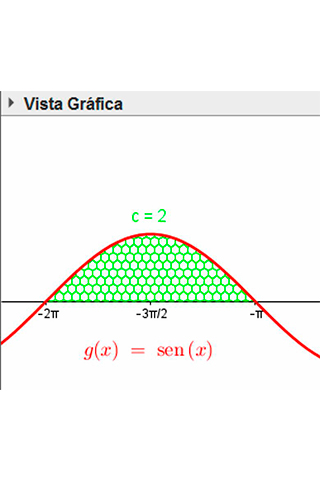 Vista Gráfica
c = 2
-2π
-3π/2
-π
g(x) = sen (x)